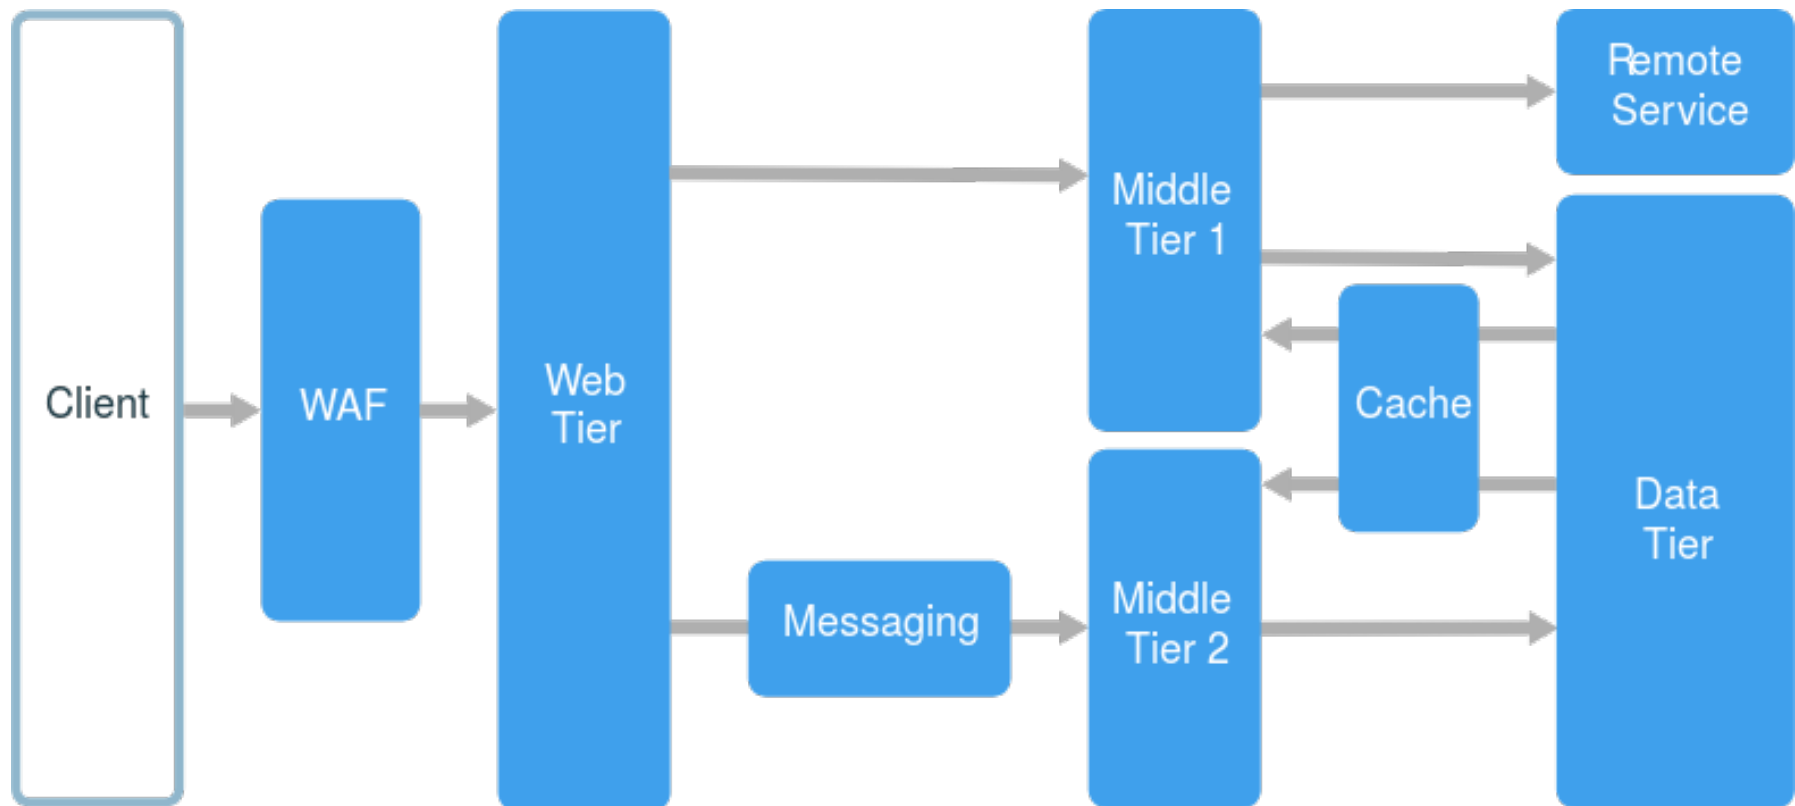 Client
WAF
Web
Tier
Messaging
Middle
Tier 1
Middle
Tier 2
Cache
Remote
Service
Data
Tier